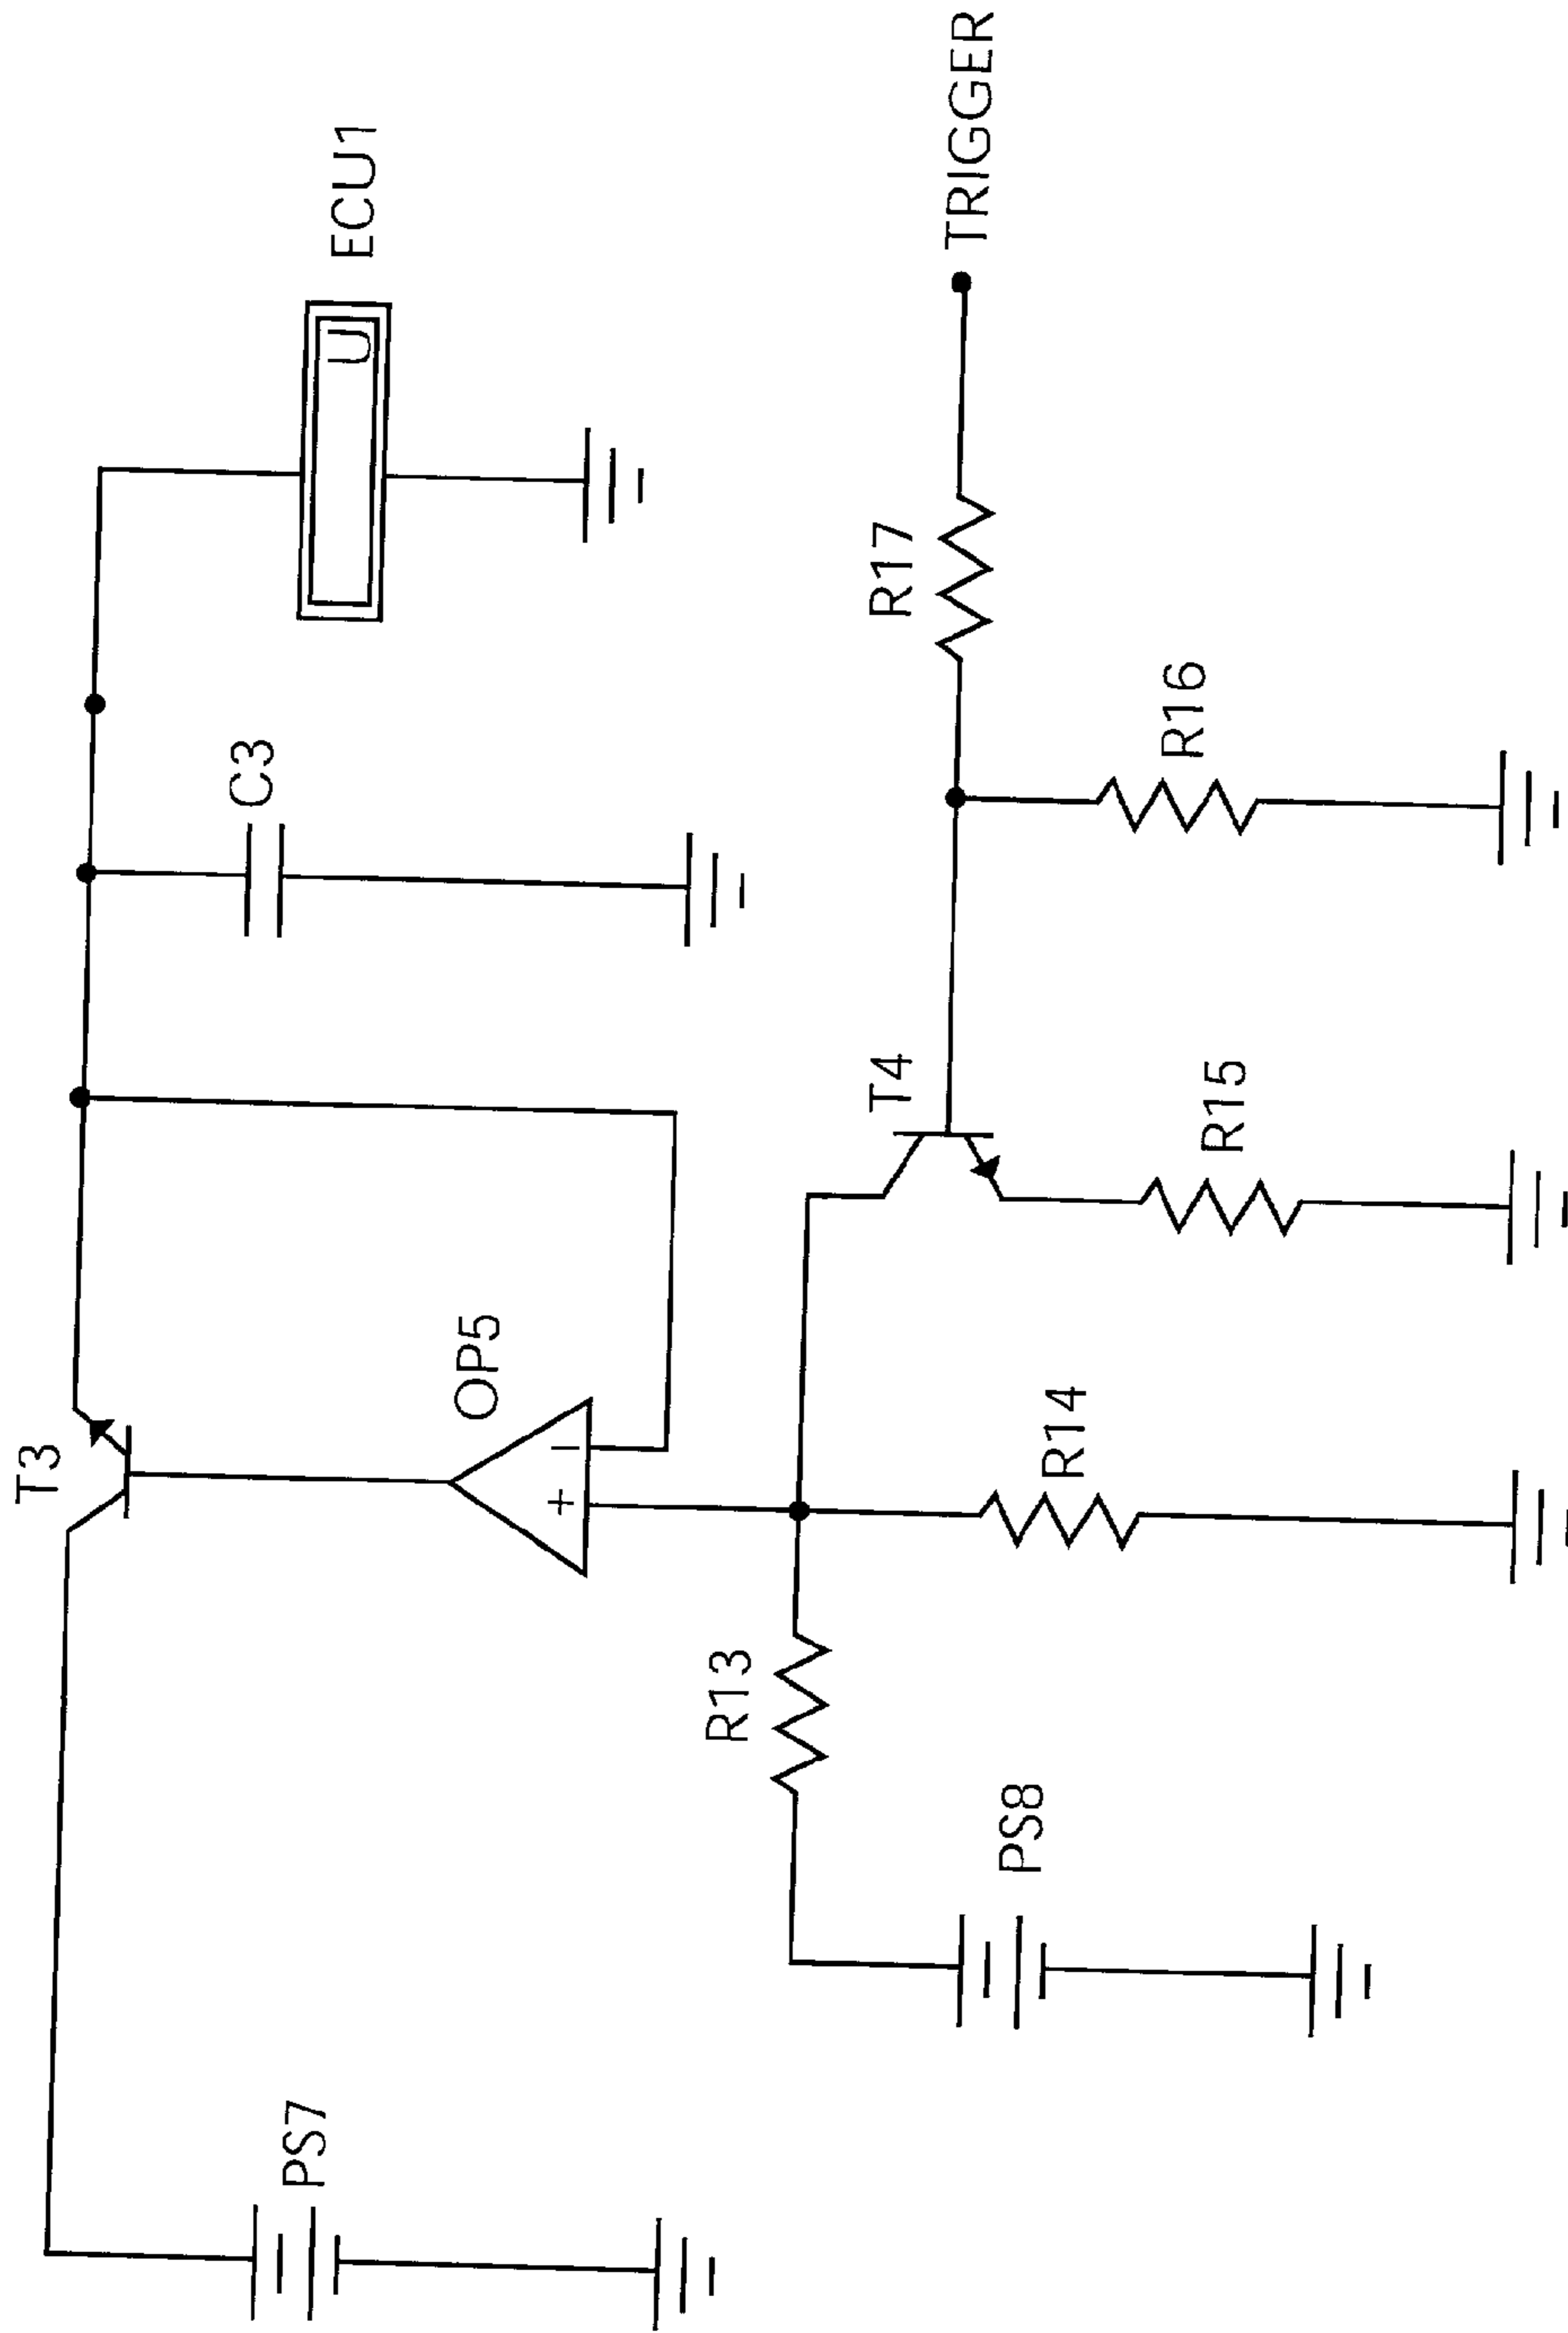 T3
PS7
OP5
C3
U
ECU1
+
−
R13
PS8
R14
T4
R15
R17
R16
TRIGGER